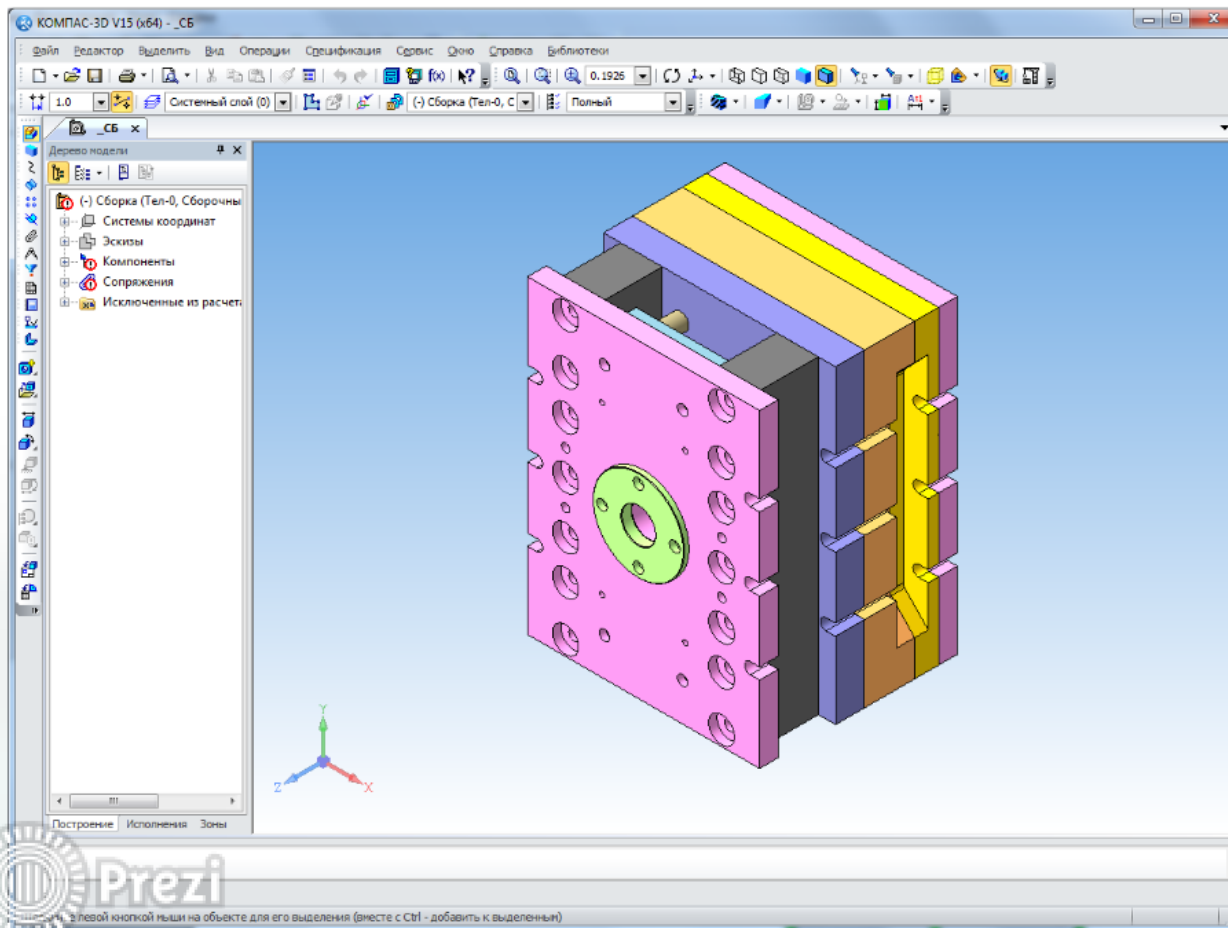 КОМПАС-3D V15 (x64) - _СБ
Файл Редактор Выделить Вид Операции Спецификация Сервис Окно Справка Библиотеки
0.1926
1.0 Системный слой (0) (-) Сборка (Тел-0, С Полный
_СБ
Дерево модели
(-) Сборка (Тел-0, Сборочны
Системы координат
Эскизы
Компоненты
Сопряжения
Исключенные из расчета
Y
Z X
Построение Исполнения Зоны
Prezi
левой кнопкой мыши на объекте для его выделения (вместе с Ctrl - добавить к выделенным)